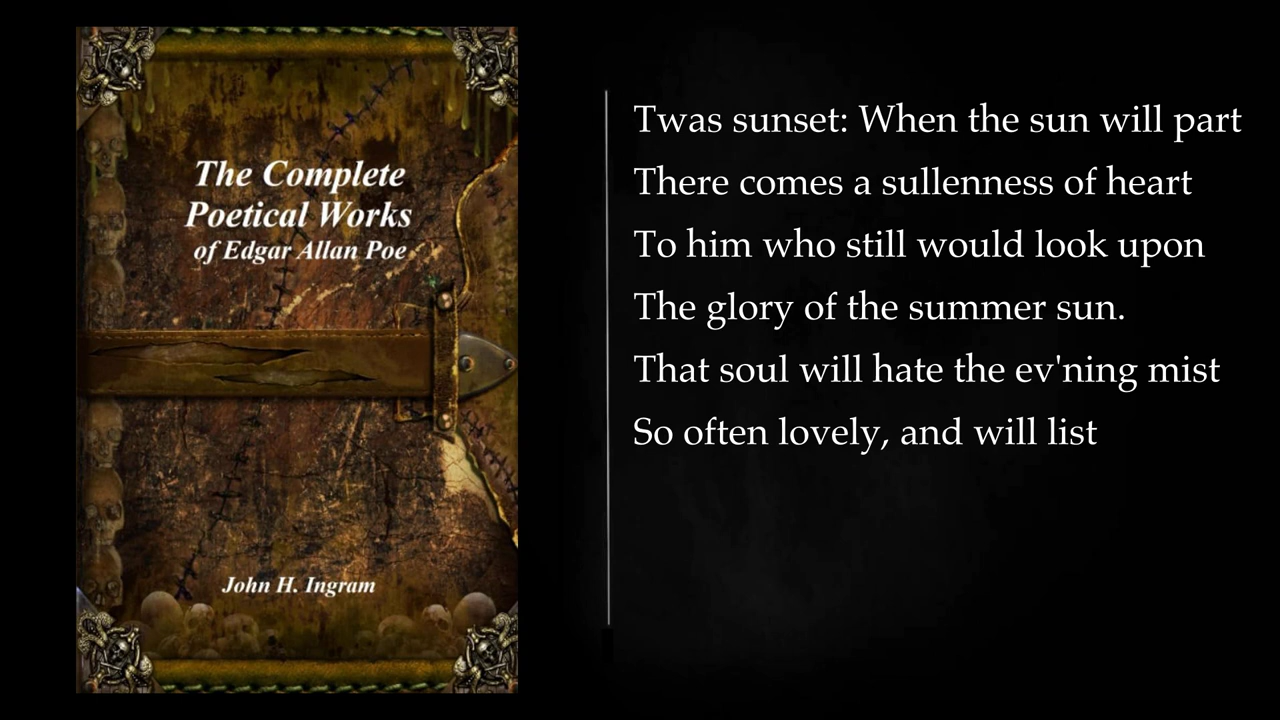 The Complete
Poetical Works
of Edgar Allan Poe
John H. Ingram
Twas sunset: When the sun will part
There comes a sullenness of heart
To him who still would look upon
The glory of the summer sun.
That soul will hate the ev'ning mist
So often lovely, and will list